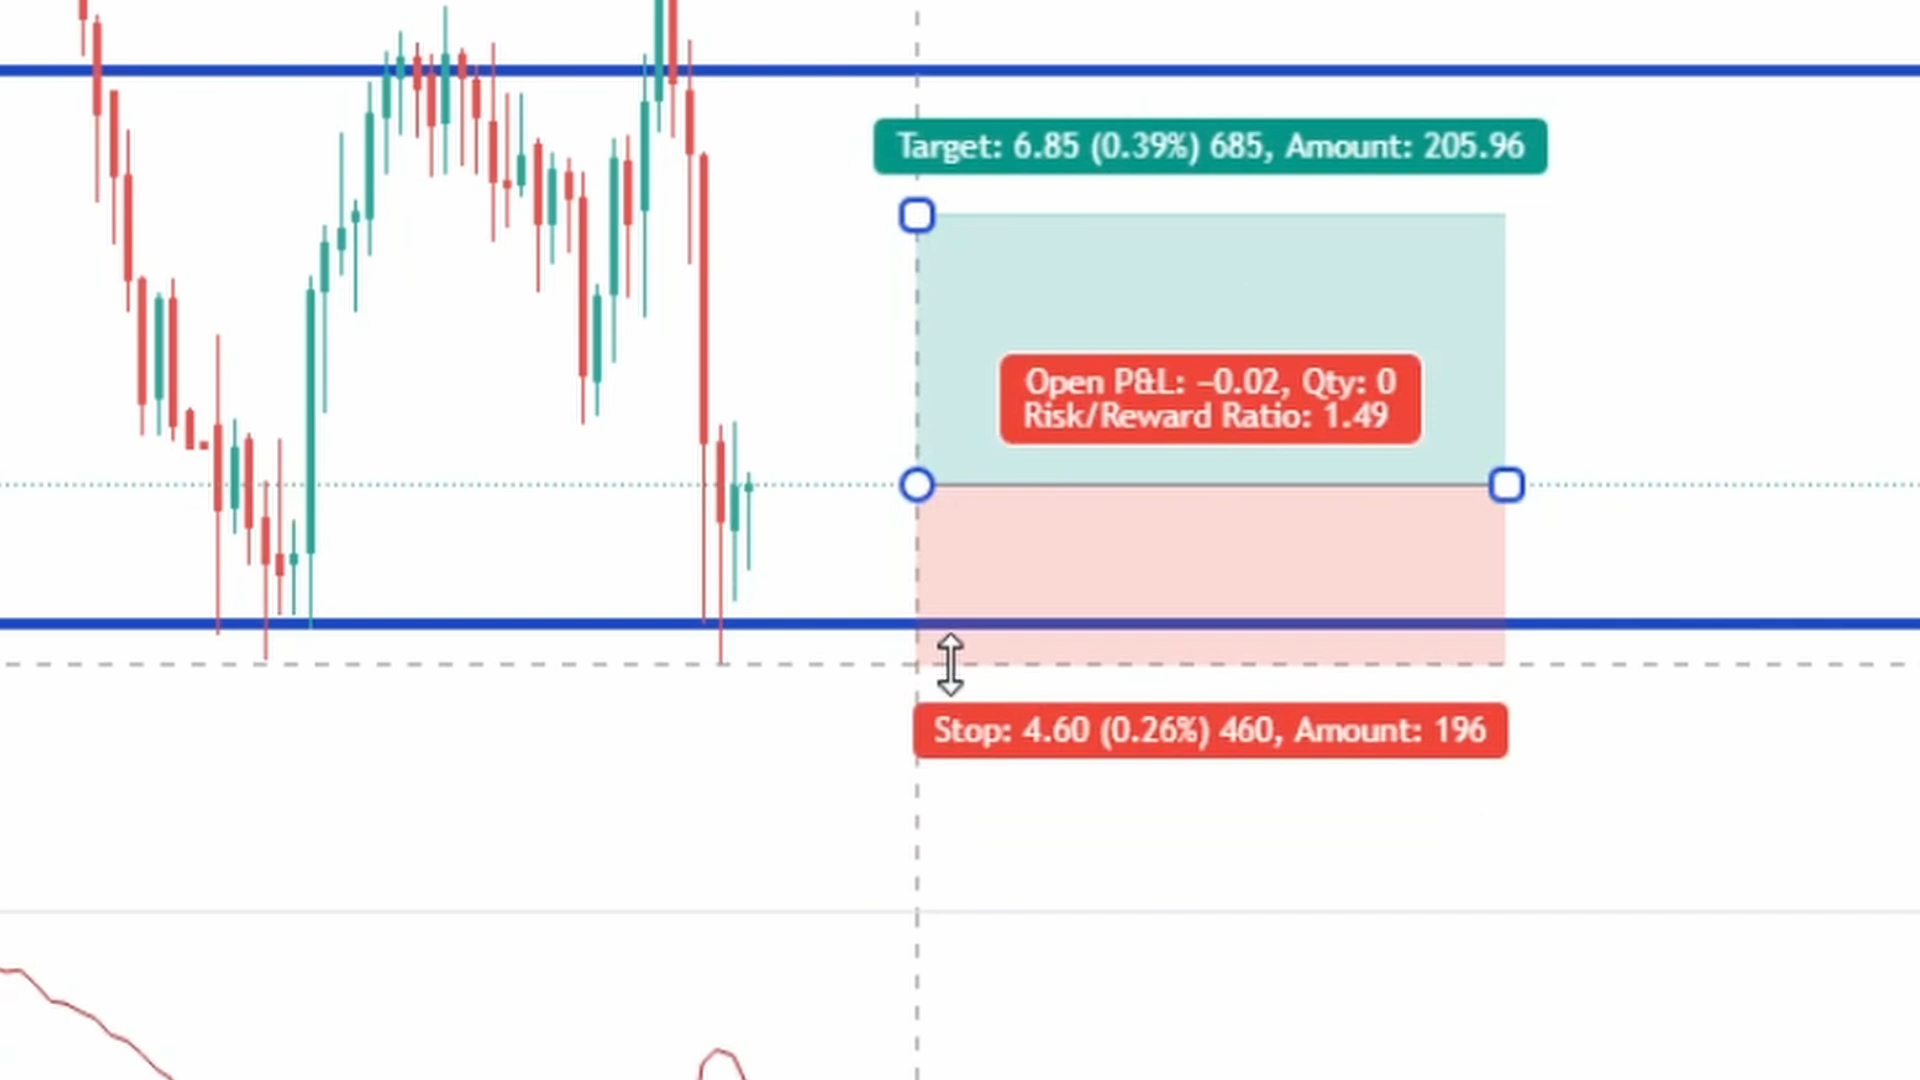 Target: 6.85 (0.39%) 685, Amount: 205.96
Open P&L: −0.02, Qty: 0
Risk/Reward Ratio: 1.49
Stop: 4.60 (0.26%) 460, Amount: 196